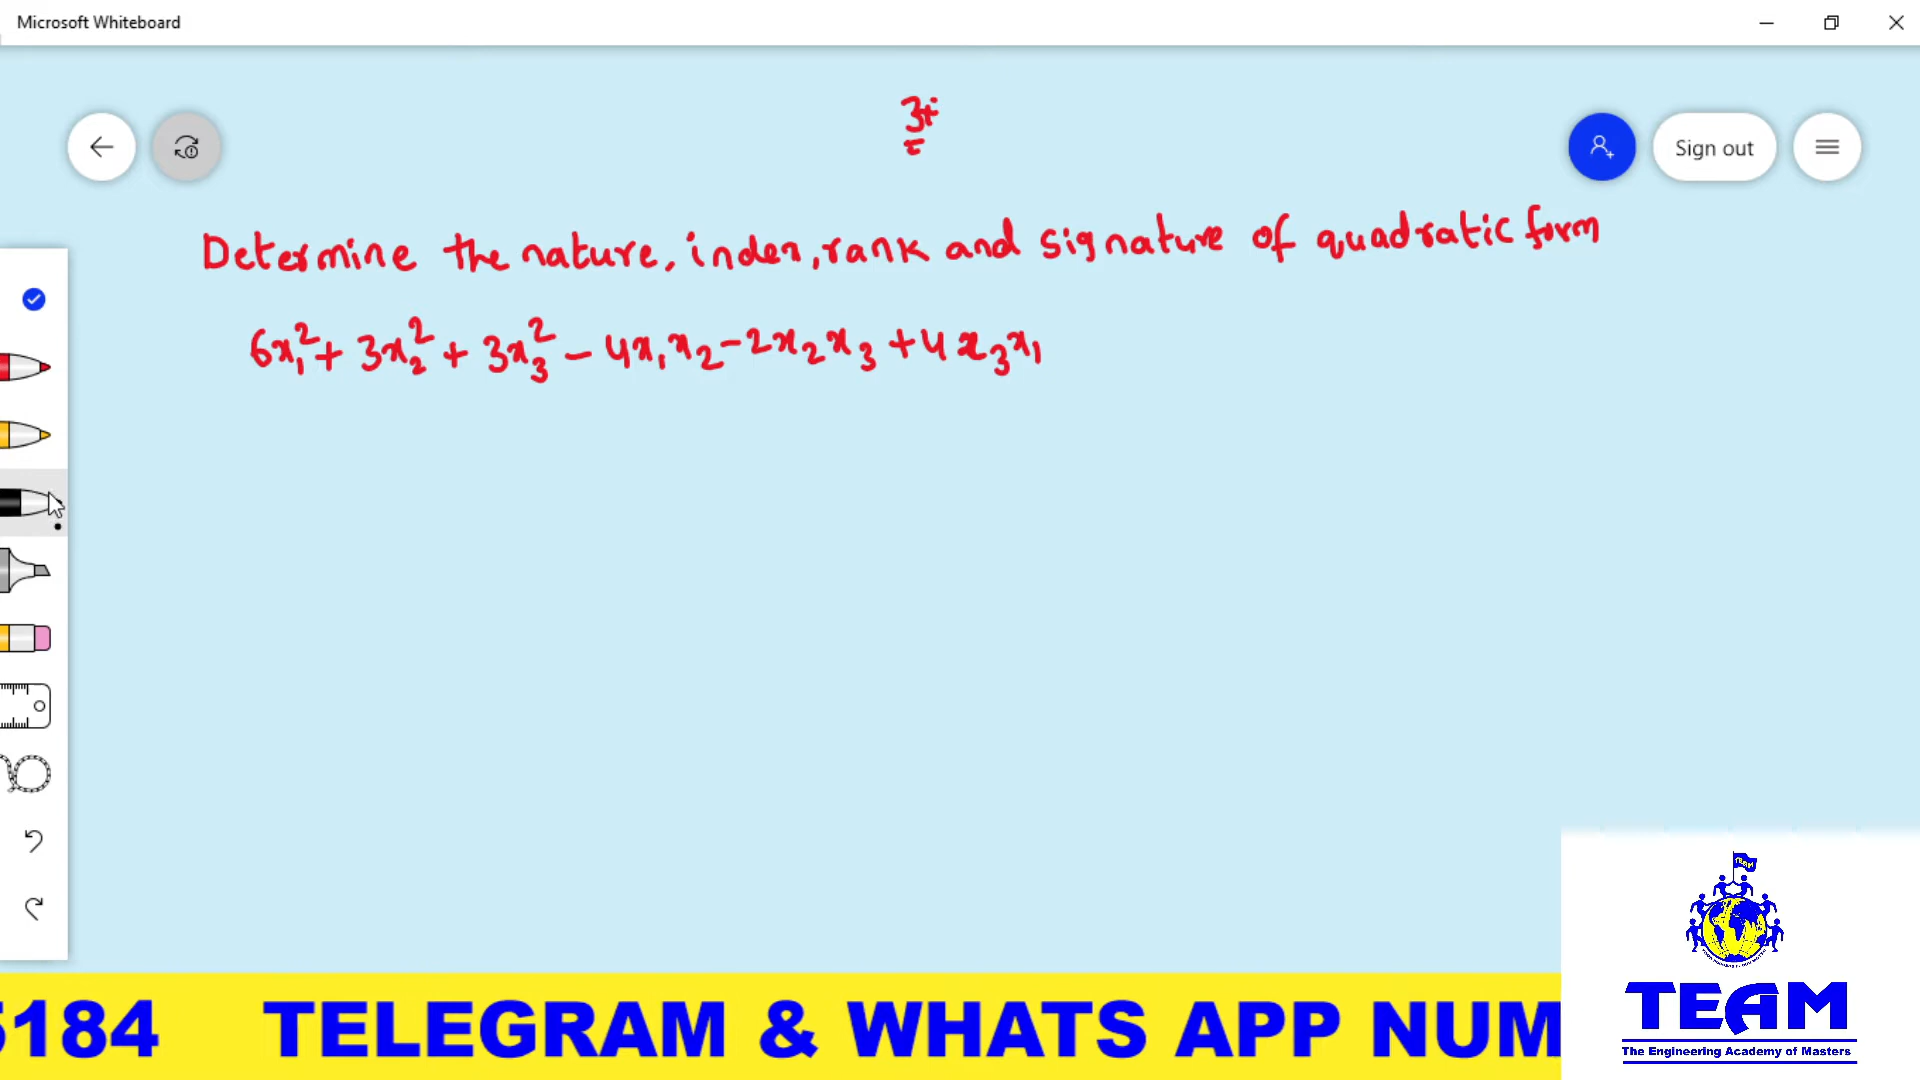 Microsoft Whiteboard
Sign out
Determine the nature, index, rank and signature of quadratic form
6x₁² + 3x₂² + 3x₃² - 4x₁x₂ - 2x₂x₃ + 4x₃x₁
5184 TELEGRAM & WHATS APP NUM
TEAM
The Engineering Academy of Masters